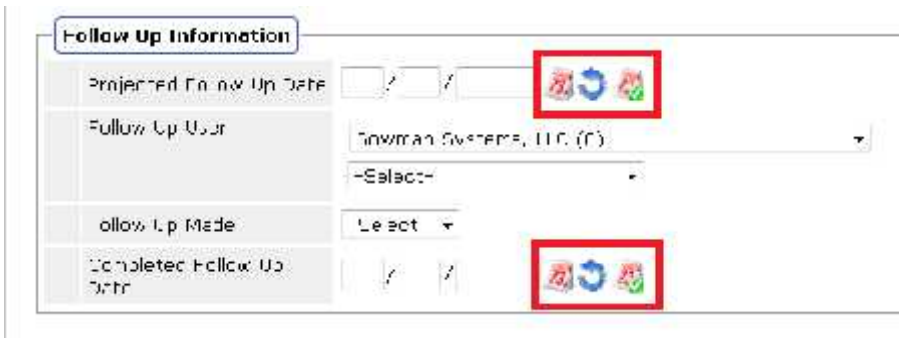 Follow Up Information
Projected Follow Up Date / /
Follow Up User
Bowman Systems, LLC (0)
-Select-
Follow Up Made
-Select-
Completed Follow Up
Date
/ /